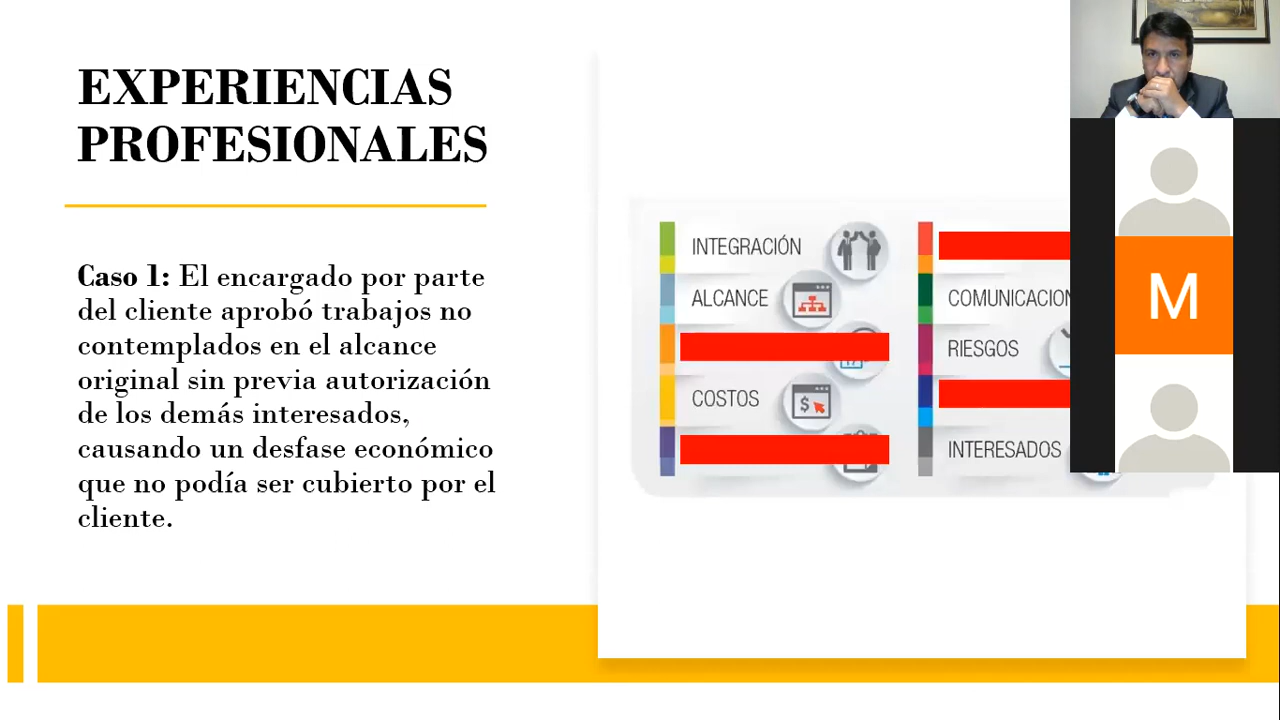 EXPERIENCIAS
PROFESIONALES
Caso 1: El encargado por parte
del cliente aprobó trabajos no
contemplados en el alcance
original sin previa autorización
de los demás interesados,
causando un desfase económico
que no podía ser cubierto por el
cliente.
INTEGRACIÓN
ALCANCE
COSTOS
COMUNICACION
RIESGOS
INTERESADOS
$
M